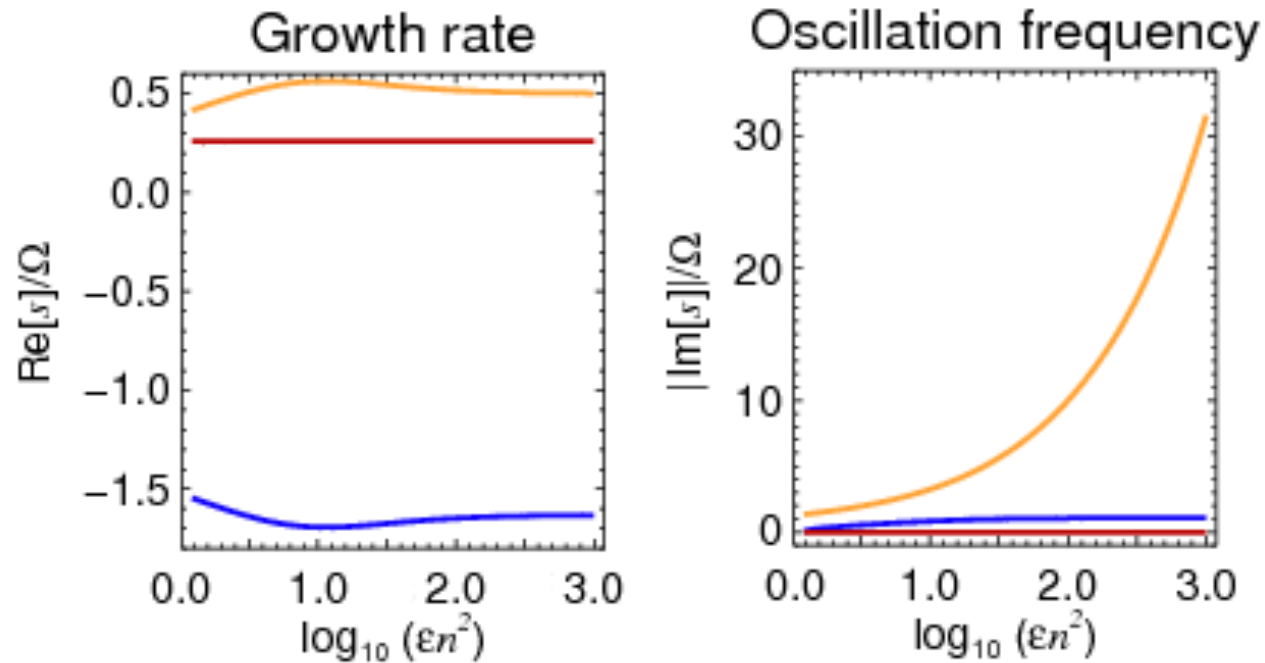 Growth rate
Re[s]/Ω
0.5
0.0
−0.5
−1.0
−1.5
0.0 1.0 2.0 3.0
log₁₀ (εn²)
Oscillation frequency
|Im[s]|/Ω
30
20
10
0
0.0 1.0 2.0 3.0
log₁₀ (εn²)